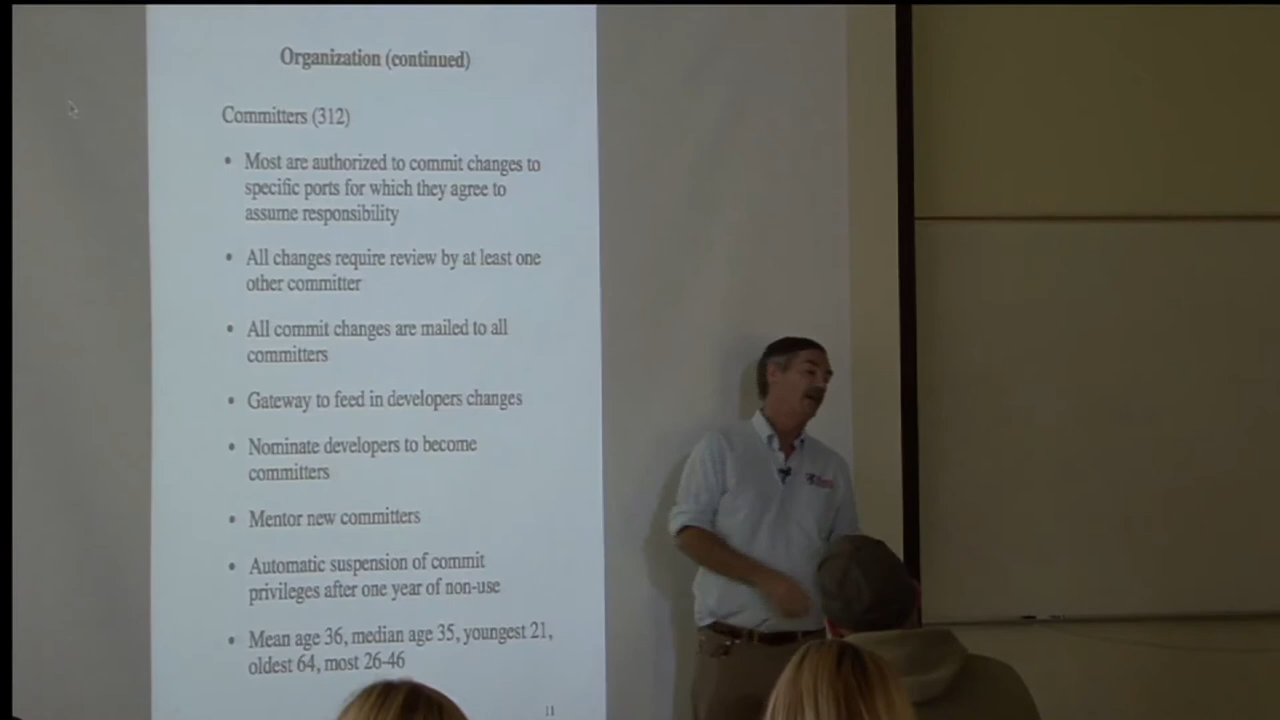 Organization (continued)
Committers (312)
• Most are authorized to commit changes to
specific ports for which they agree to
assume responsibility
• All changes require review by at least one
other committer
• All commit changes are mailed to all
committers
• Gateway to feed in developers changes
• Nominate developers to become
committers
• Mentor new committers
• Automatic suspension of commit
privileges after one year of non-use
• Mean age 36, median age 35, youngest 21,
oldest 64, most 26-46
11